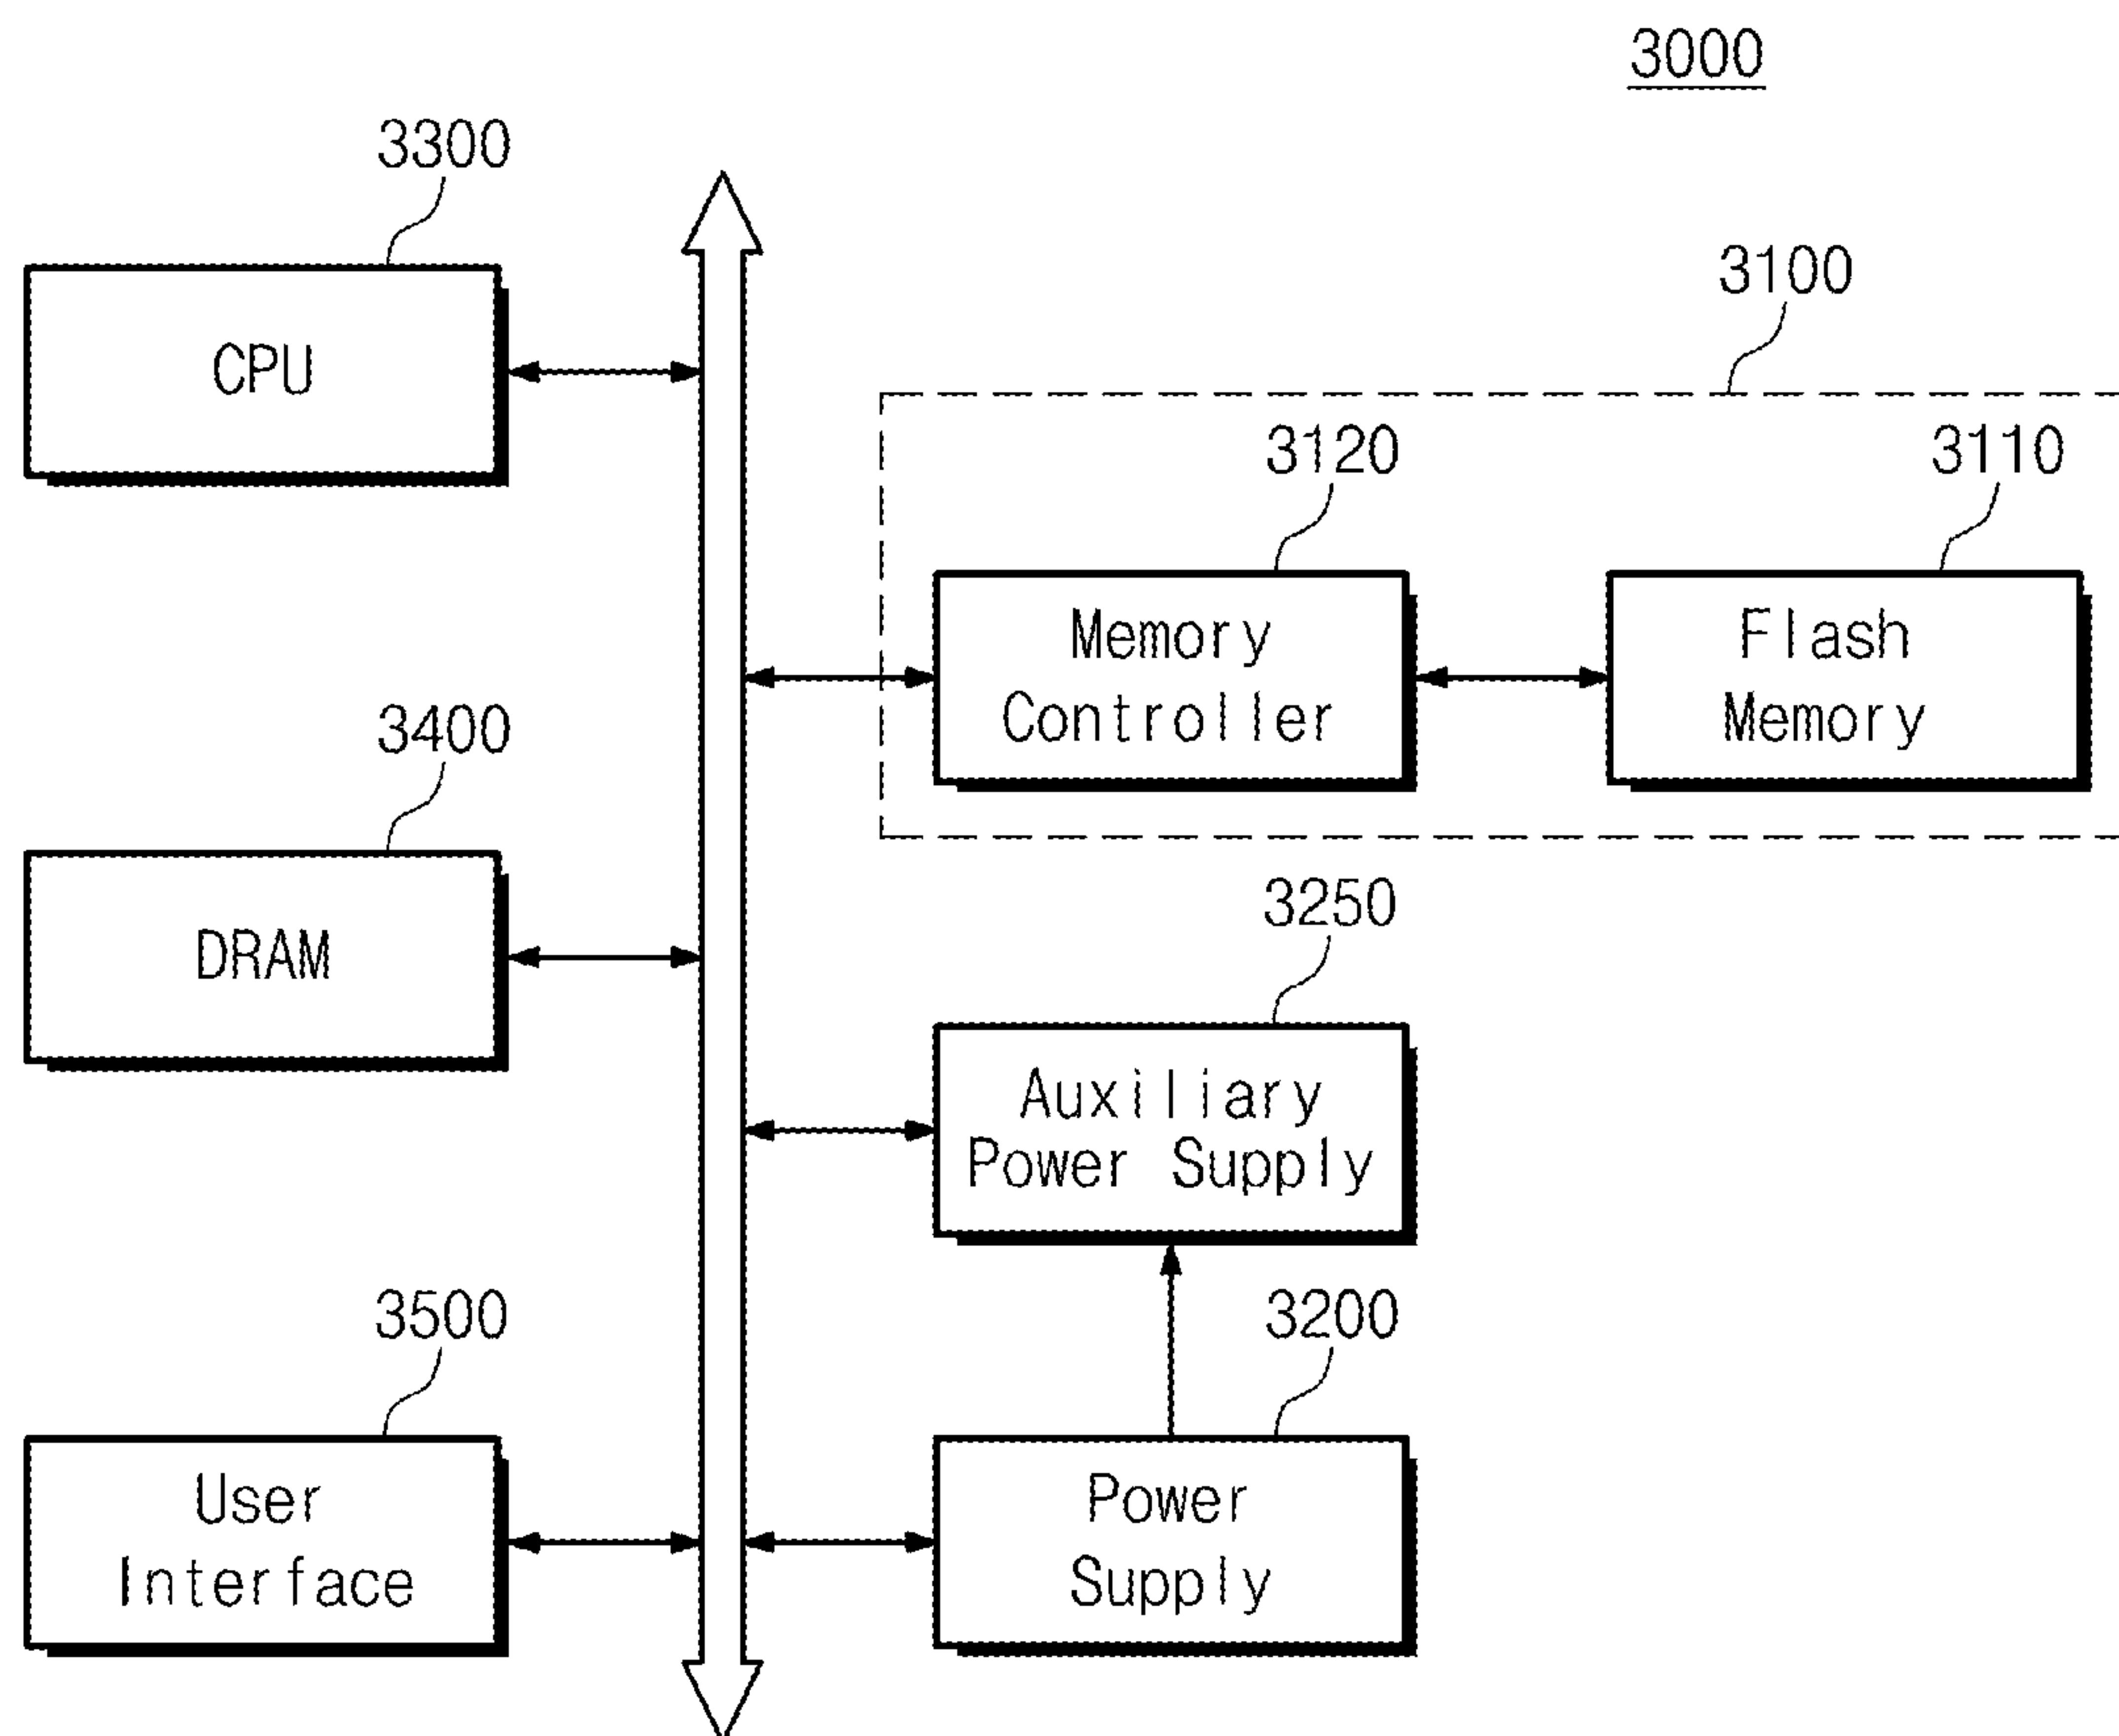 3000
3300
CPU
3100
3120
3110
Memory
Controller
Flash
Memory
3400
DRAM
3250
Auxiliary
Power Supply
3500
User
Interface
3200
Power
Supply